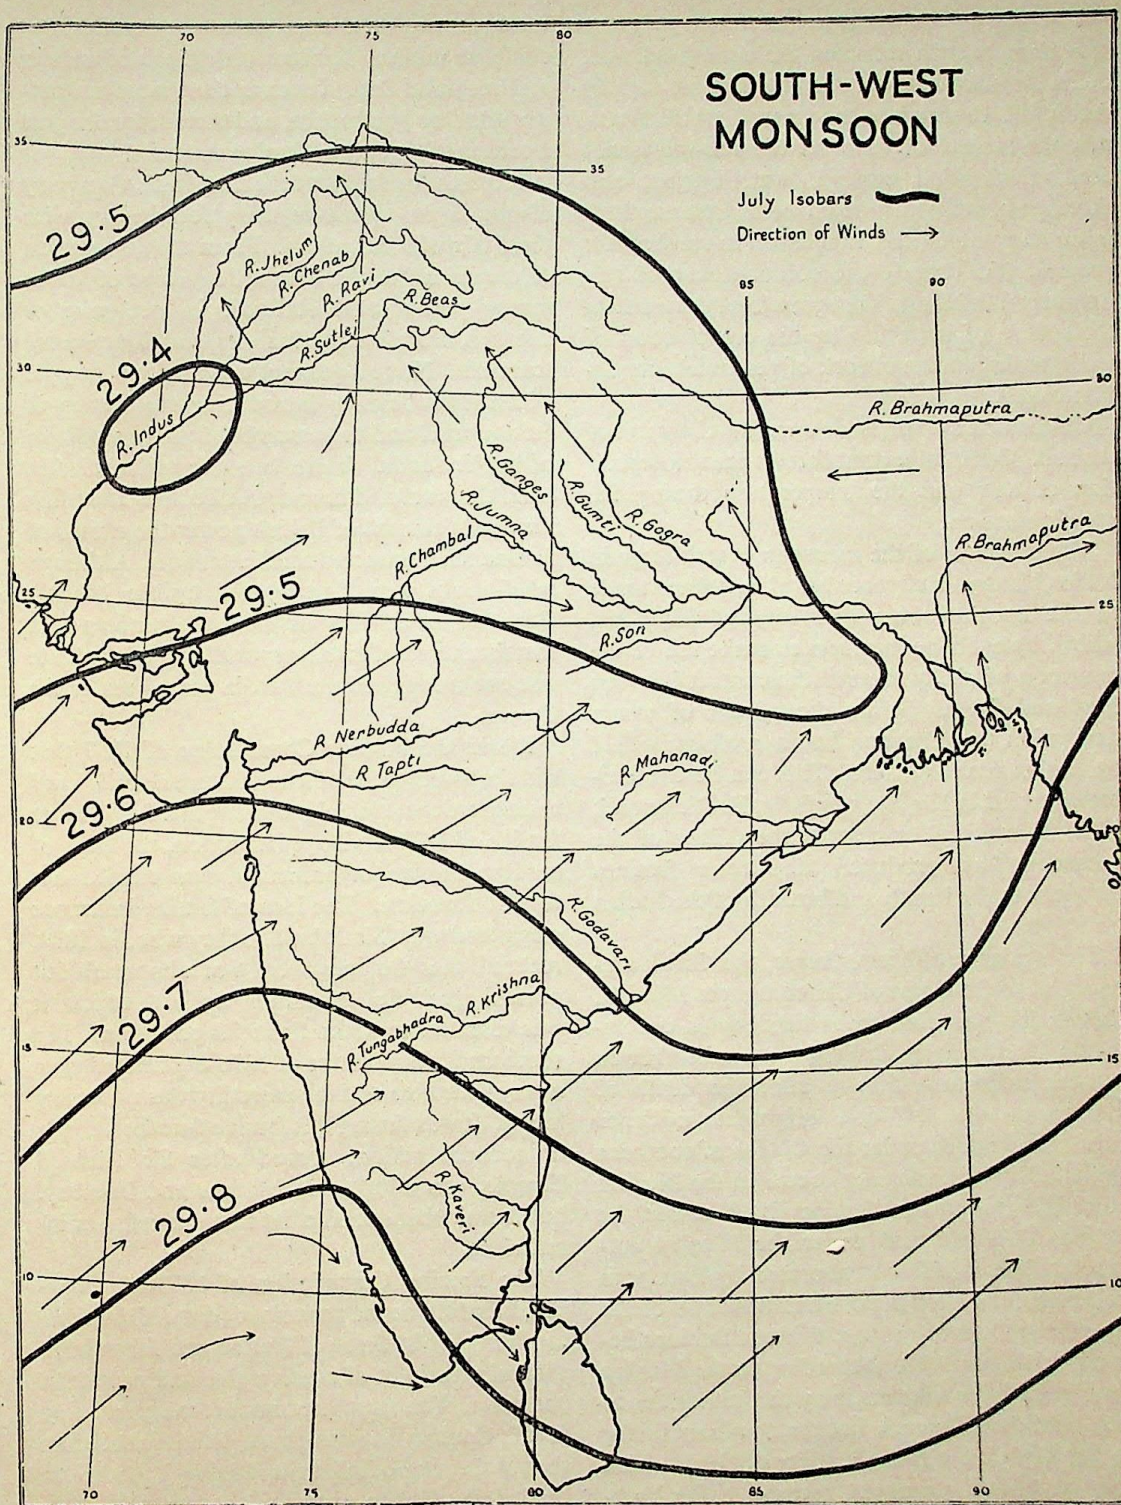 70 75 80
SOUTH-WEST
MONSOON
July Isobars
Direction of Winds
35
35
29·5
R. Jhelum
R. Chenab
R. Ravi
R. Beas
R. Sutlej
85 90
30
29·4
30
R. Indus
R. Brahmaputra
R. Ganges
R. Jumna
R. Gumti
R. Gogra
R. Chambal
R. Brahmaputra
25
29·5
25
R. Son
R Nerbudda
R Tapti
R Mahanadi
20
29·6
R. Godavari
R. Krishna
R. Tungabhadra
29·7
15
15
R Kaveri
29·8
10
10
70 75 80 85 90